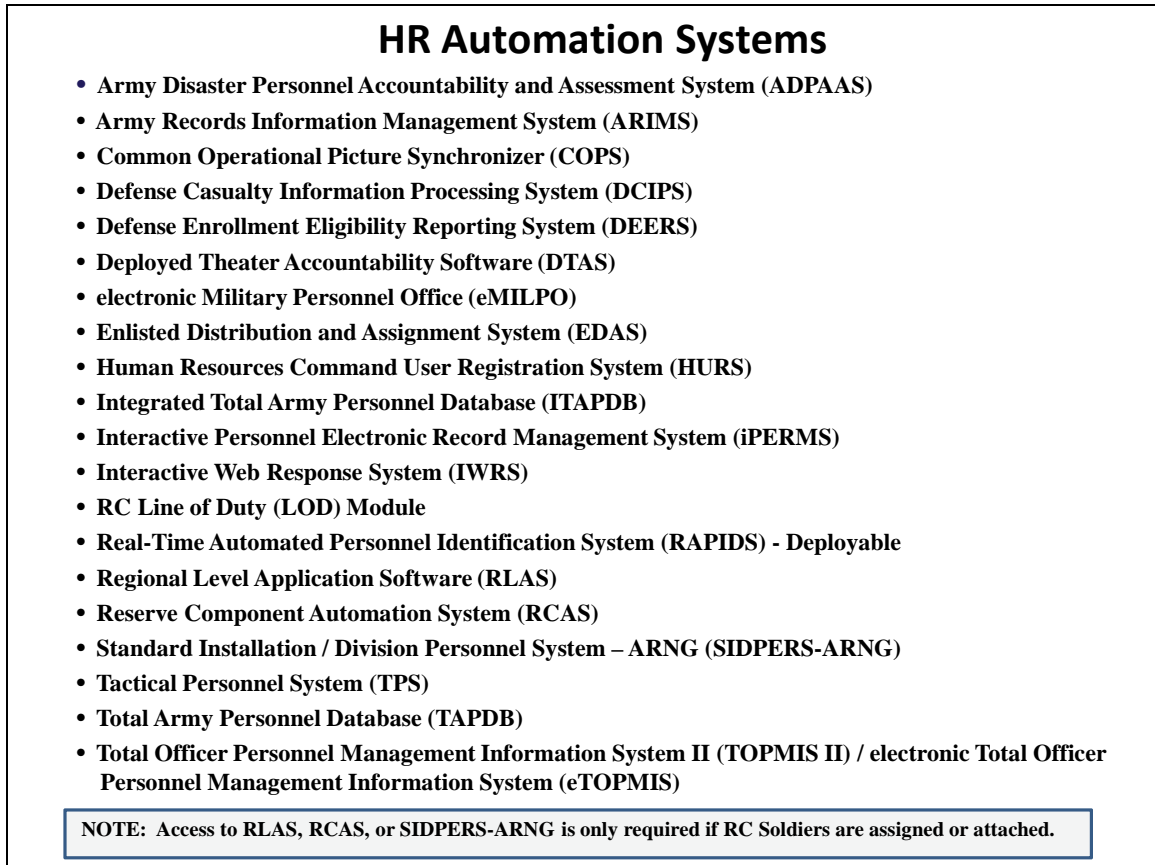 HR Automation Systems
• Army Disaster Personnel Accountability and Assessment System (ADPAAS)
• Army Records Information Management System (ARIMS)
• Common Operational Picture Synchronizer (COPS)
• Defense Casualty Information Processing System (DCIPS)
• Defense Enrollment Eligibility Reporting System (DEERS)
• Deployed Theater Accountability Software (DTAS)
• electronic Military Personnel Office (eMILPO)
• Enlisted Distribution and Assignment System (EDAS)
• Human Resources Command User Registration System (HURS)
• Integrated Total Army Personnel Database (ITAPDB)
• Interactive Personnel Electronic Record Management System (iPERMS)
• Interactive Web Response System (IWRS)
• RC Line of Duty (LOD) Module
• Real-Time Automated Personnel Identification System (RAPIDS) - Deployable
• Regional Level Application Software (RLAS)
• Reserve Component Automation System (RCAS)
• Standard Installation / Division Personnel System – ARNG (SIDPERS-ARNG)
• Tactical Personnel System (TPS)
• Total Army Personnel Database (TAPDB)
• Total Officer Personnel Management Information System II (TOPMIS II) / electronic Total Officer
Personnel Management Information System (eTOPMIS)
NOTE: Access to RLAS, RCAS, or SIDPERS-ARNG is only required if RC Soldiers are assigned or attached.